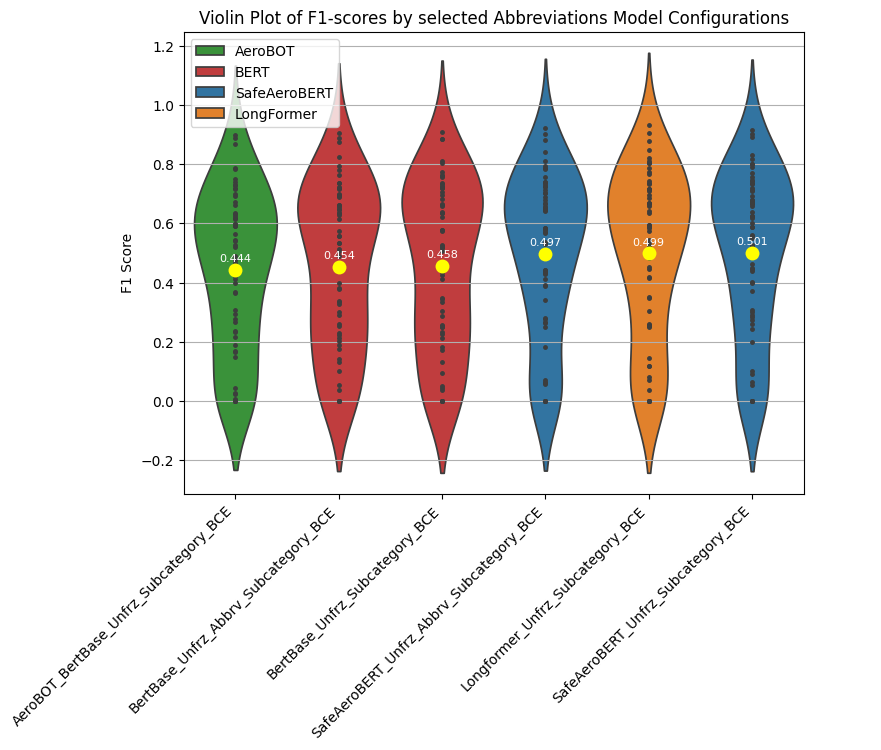 Violin Plot of F1-scores by selected Abbreviations Model Configurations
AeroBOT
BERT
SafeAeroBERT
LongFormer
F1 Score
1.2
1.0
0.8
0.6
0.4
0.2
0.0
−0.2
0.444
0.454
0.458
0.497
0.499
0.501
AeroBOT_BertBase_Unfrz_Subcategory_BCE
BertBase_Unfrz_Abbrv_Subcategory_BCE
BertBase_Unfrz_Subcategory_BCE
SafeAeroBERT_Unfrz_Abbrv_Subcategory_BCE
Longformer_Unfrz_Subcategory_BCE
SafeAeroBERT_Unfrz_Subcategory_BCE